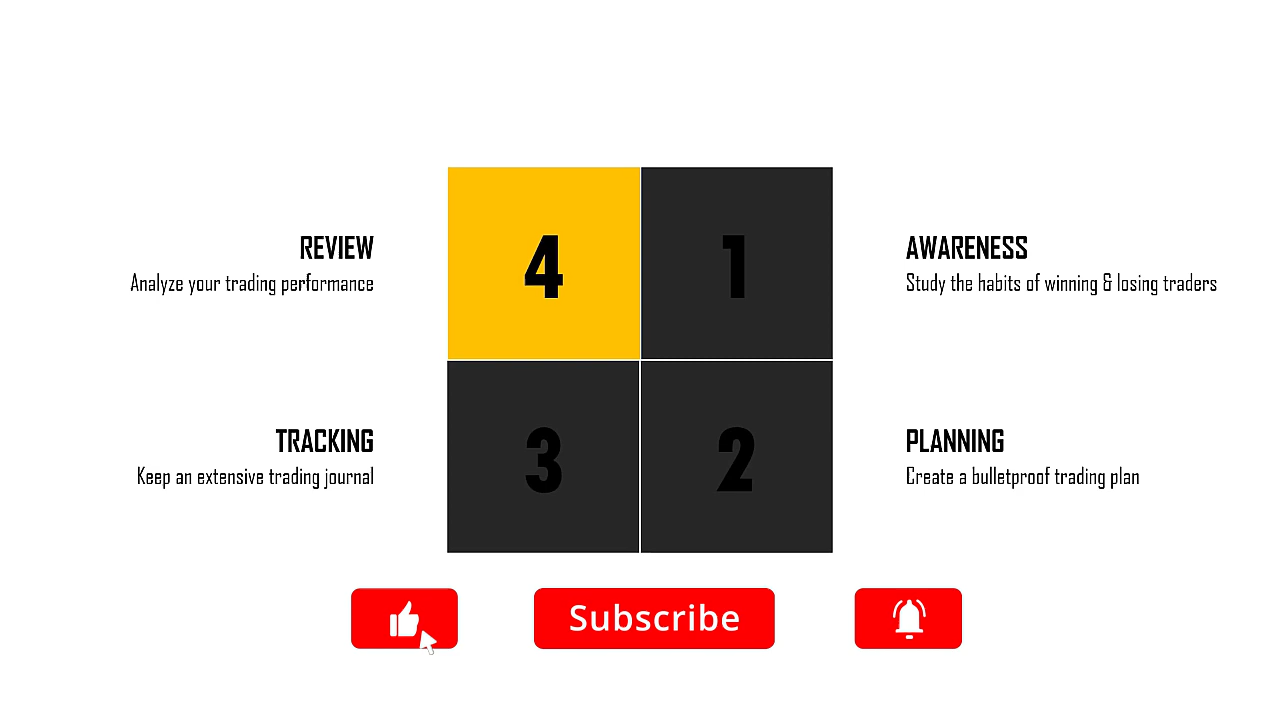 REVIEW
Analyze your trading performance
4
1
AWARENESS
Study the habits of winning & losing traders
TRACKING
Keep an extensive trading journal
3
2
PLANNING
Create a bulletproof trading plan
Subscribe